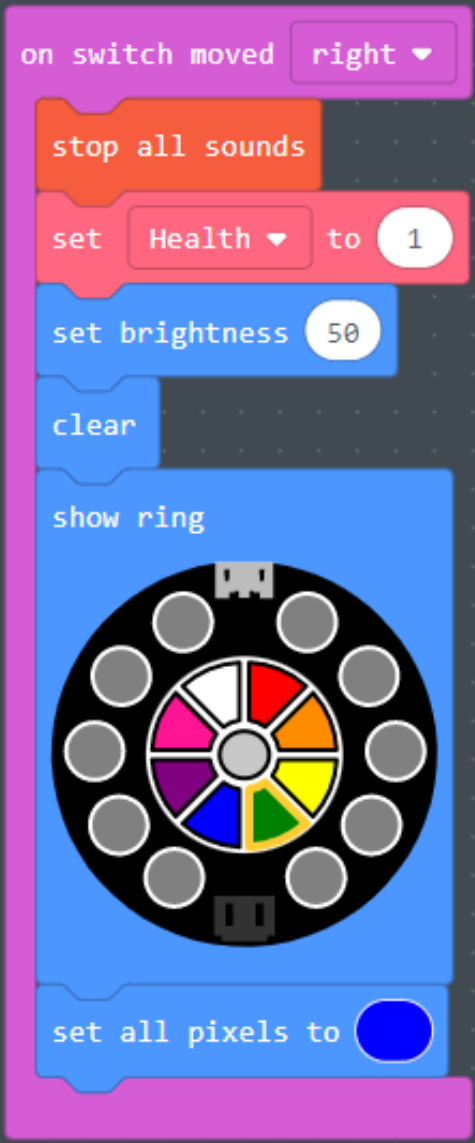 on switch moved right
stop all sounds
set Health to 1
set brightness 50
clear
show ring
set all pixels to